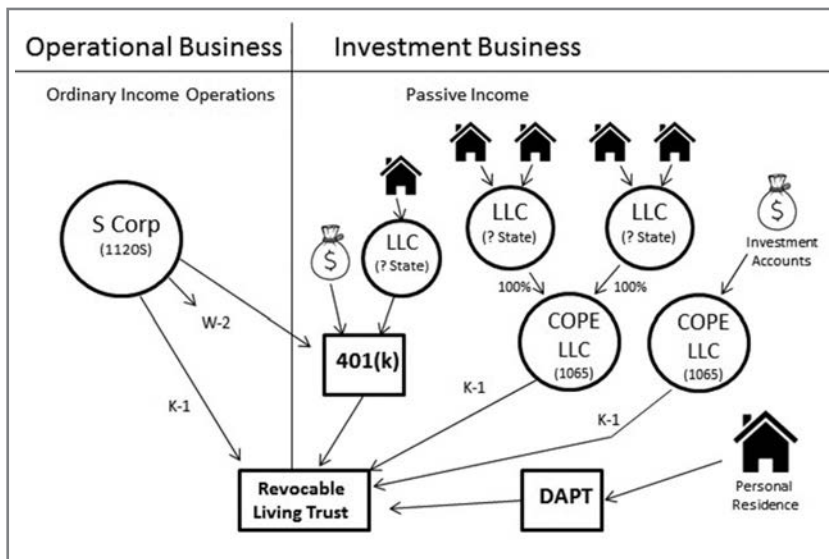 Operational Business
Investment Business
Ordinary Income Operations
Passive Income
S Corp
(1120S)
W-2
K-1
$
LLC
(? State)
401(k)
LLC
(? State)
LLC
(? State)
100%
100%
COPE
LLC
(1065)
COPE
LLC
(1065)
$
Investment
Accounts
K-1
K-1
Revocable
Living Trust
DAPT
Personal
Residence